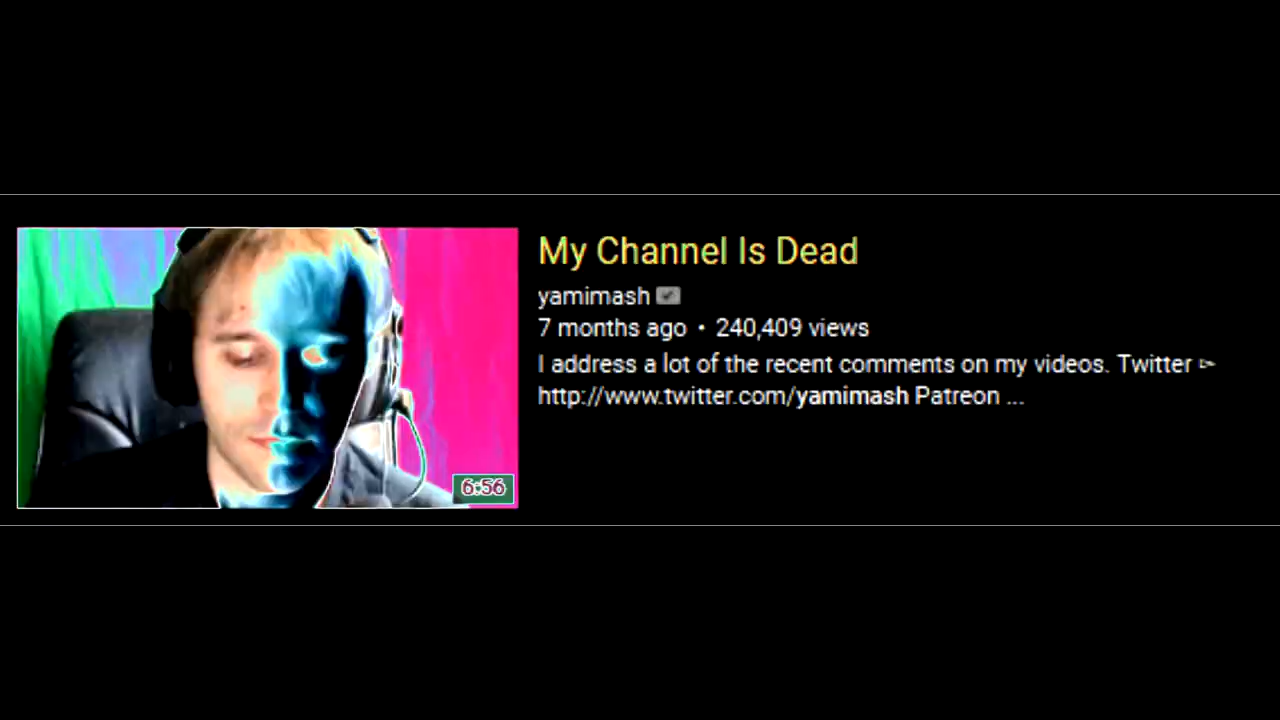 My Channel Is Dead
yamimash
7 months ago • 240,409 views
I address a lot of the recent comments on my videos. Twitter ▻
http://www.twitter.com/yamimash Patreon ...
6:56